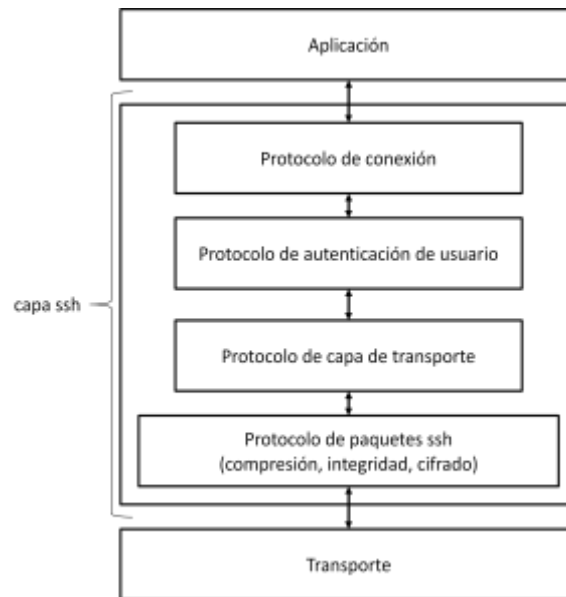 Aplicación
Protocolo de conexión
Protocolo de autenticación de usuario
capa ssh
Protocolo de capa de transporte
Protocolo de paquetes ssh
(compresión, integridad, cifrado)
Transporte